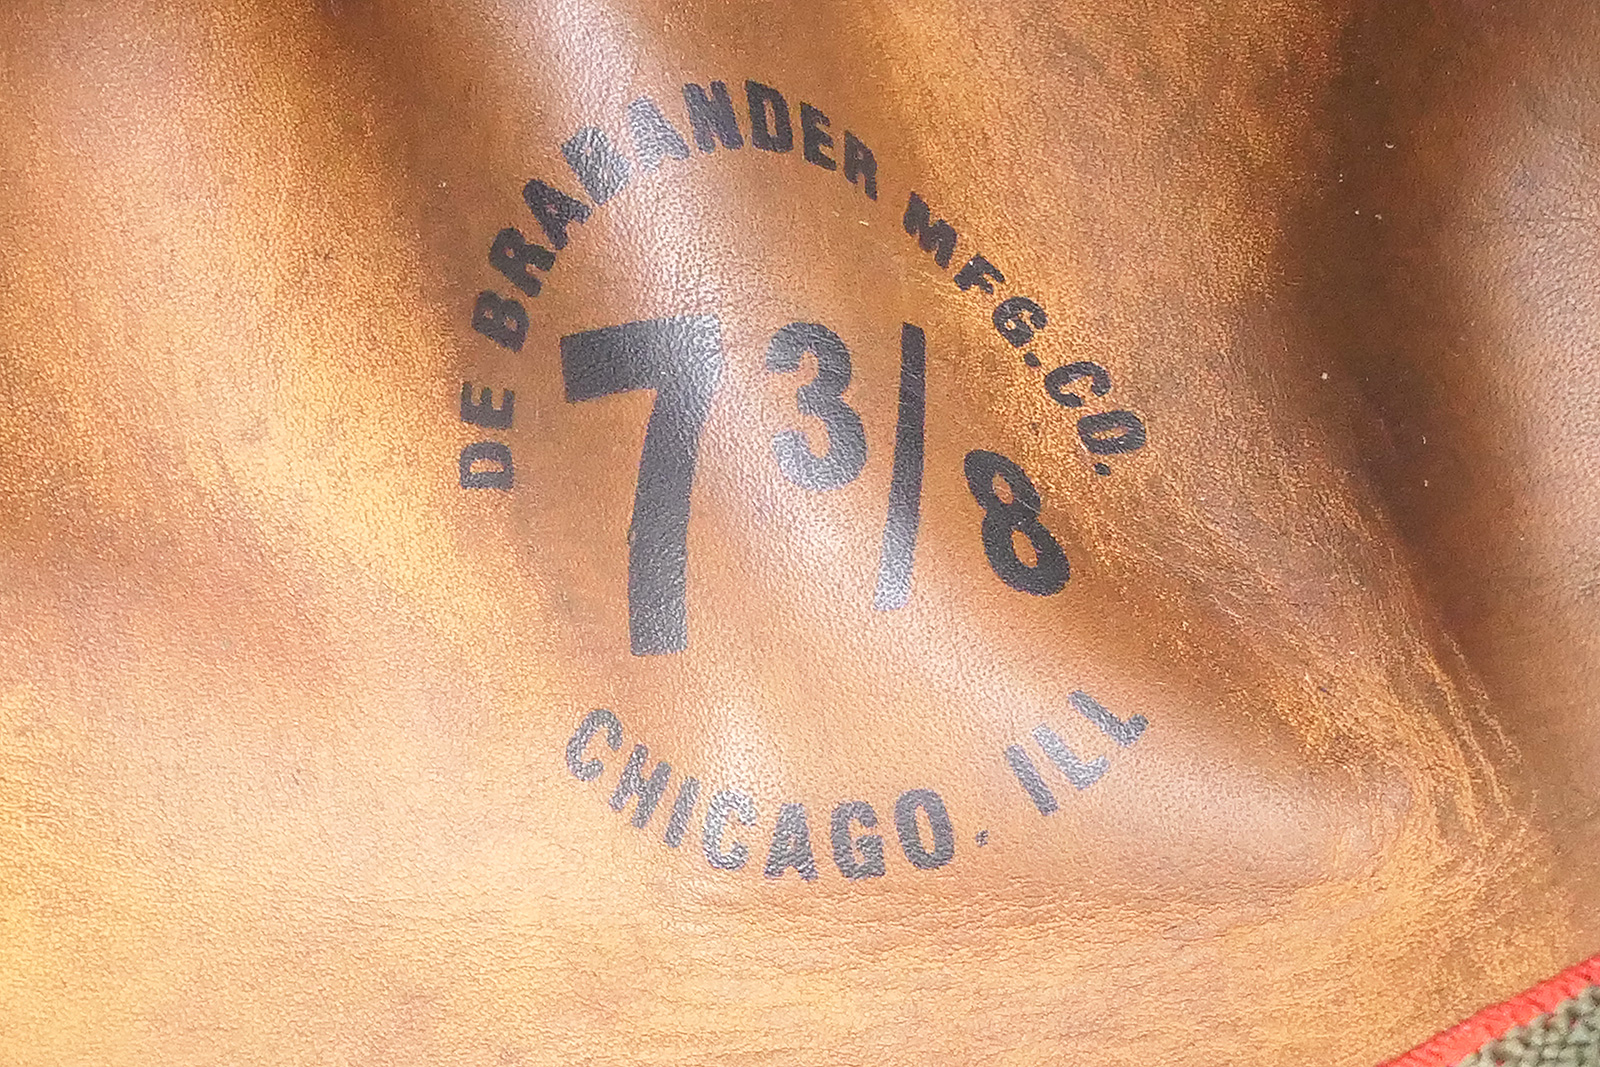 DE BRABANDER MFG.CO.
7 3/8
CHICAGO. ILL